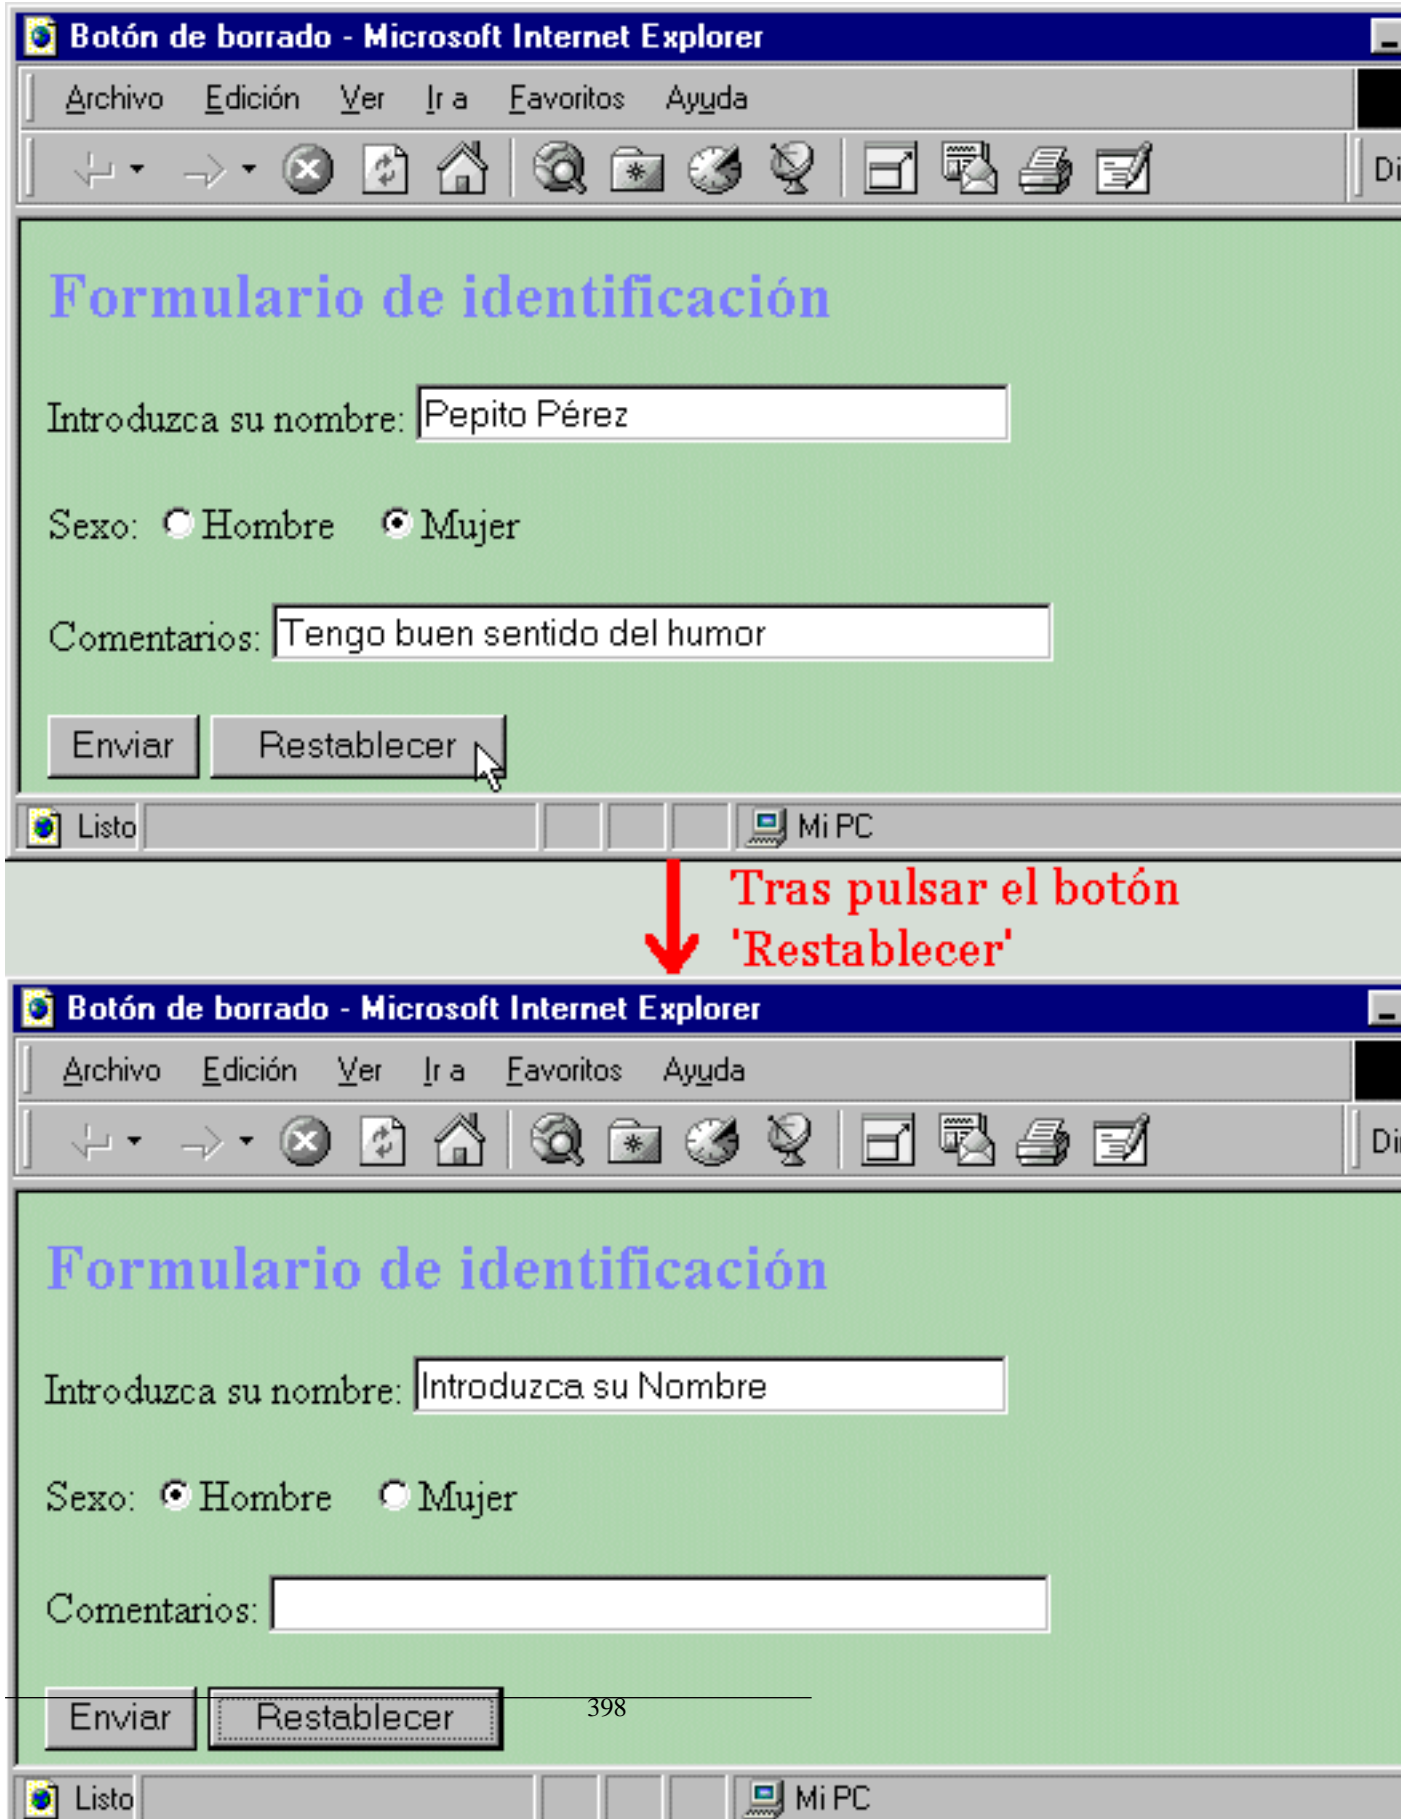 Botón de borrado - Microsoft Internet Explorer
Archivo Edición Ver Ir a Favoritos Ayuda
Di
Formulario de identificación
Introduzca su nombre: Pepito Pérez
Sexo: Hombre Mujer
Comentarios: Tengo buen sentido del humor
Enviar Restablecer
Listo Mi PC
Tras pulsar el botón
'Restablecer'
Botón de borrado - Microsoft Internet Explorer
Archivo Edición Ver Ir a Favoritos Ayuda
Di
Formulario de identificación
Introduzca su nombre: Introduzca su Nombre
Sexo: Hombre Mujer
Comentarios:
Enviar Restablecer 398
Listo Mi PC